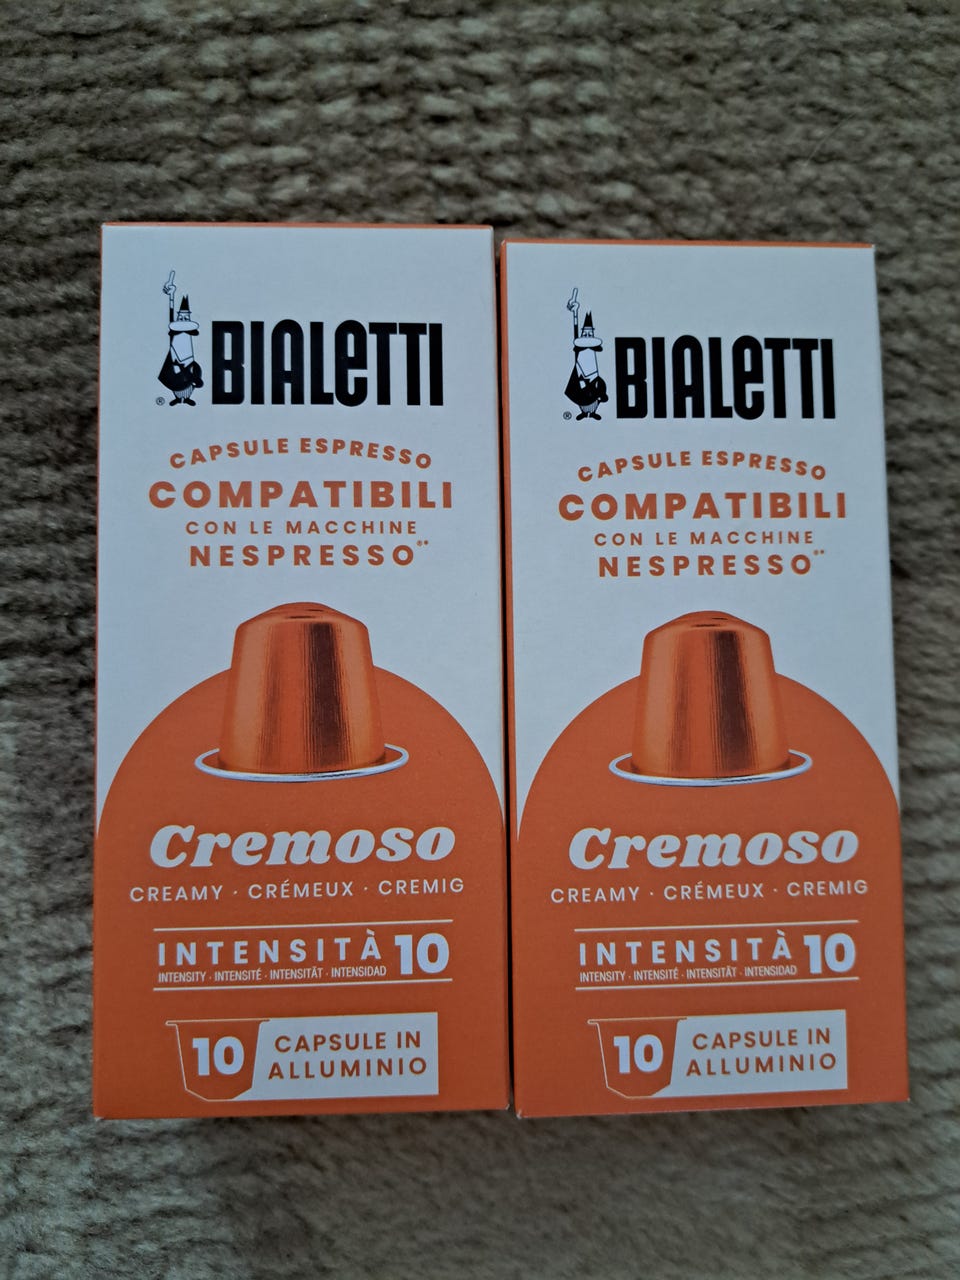 BIALETTI
®
CAPSULE ESPRESSO
COMPATIBILI
CON LE MACCHINE
NESPRESSO®*
Cremoso
CREAMY · CRÉMEUX · CREMIG
INTENSITÀ 10
INTENSITY · INTENSITÉ · INTENSITÄT · INTENSIDAD
10 CAPSULE IN
ALLUMINIO
BIALETTI
®
CAPSULE ESPRESSO
COMPATIBILI
CON LE MACCHINE
NESPRESSO®*
Cremoso
CREAMY · CRÉMEUX · CREMIG
INTENSITÀ 10
INTENSITY · INTENSITÉ · INTENSITÄT · INTENSIDAD
10 CAPSULE IN
ALLUMINIO